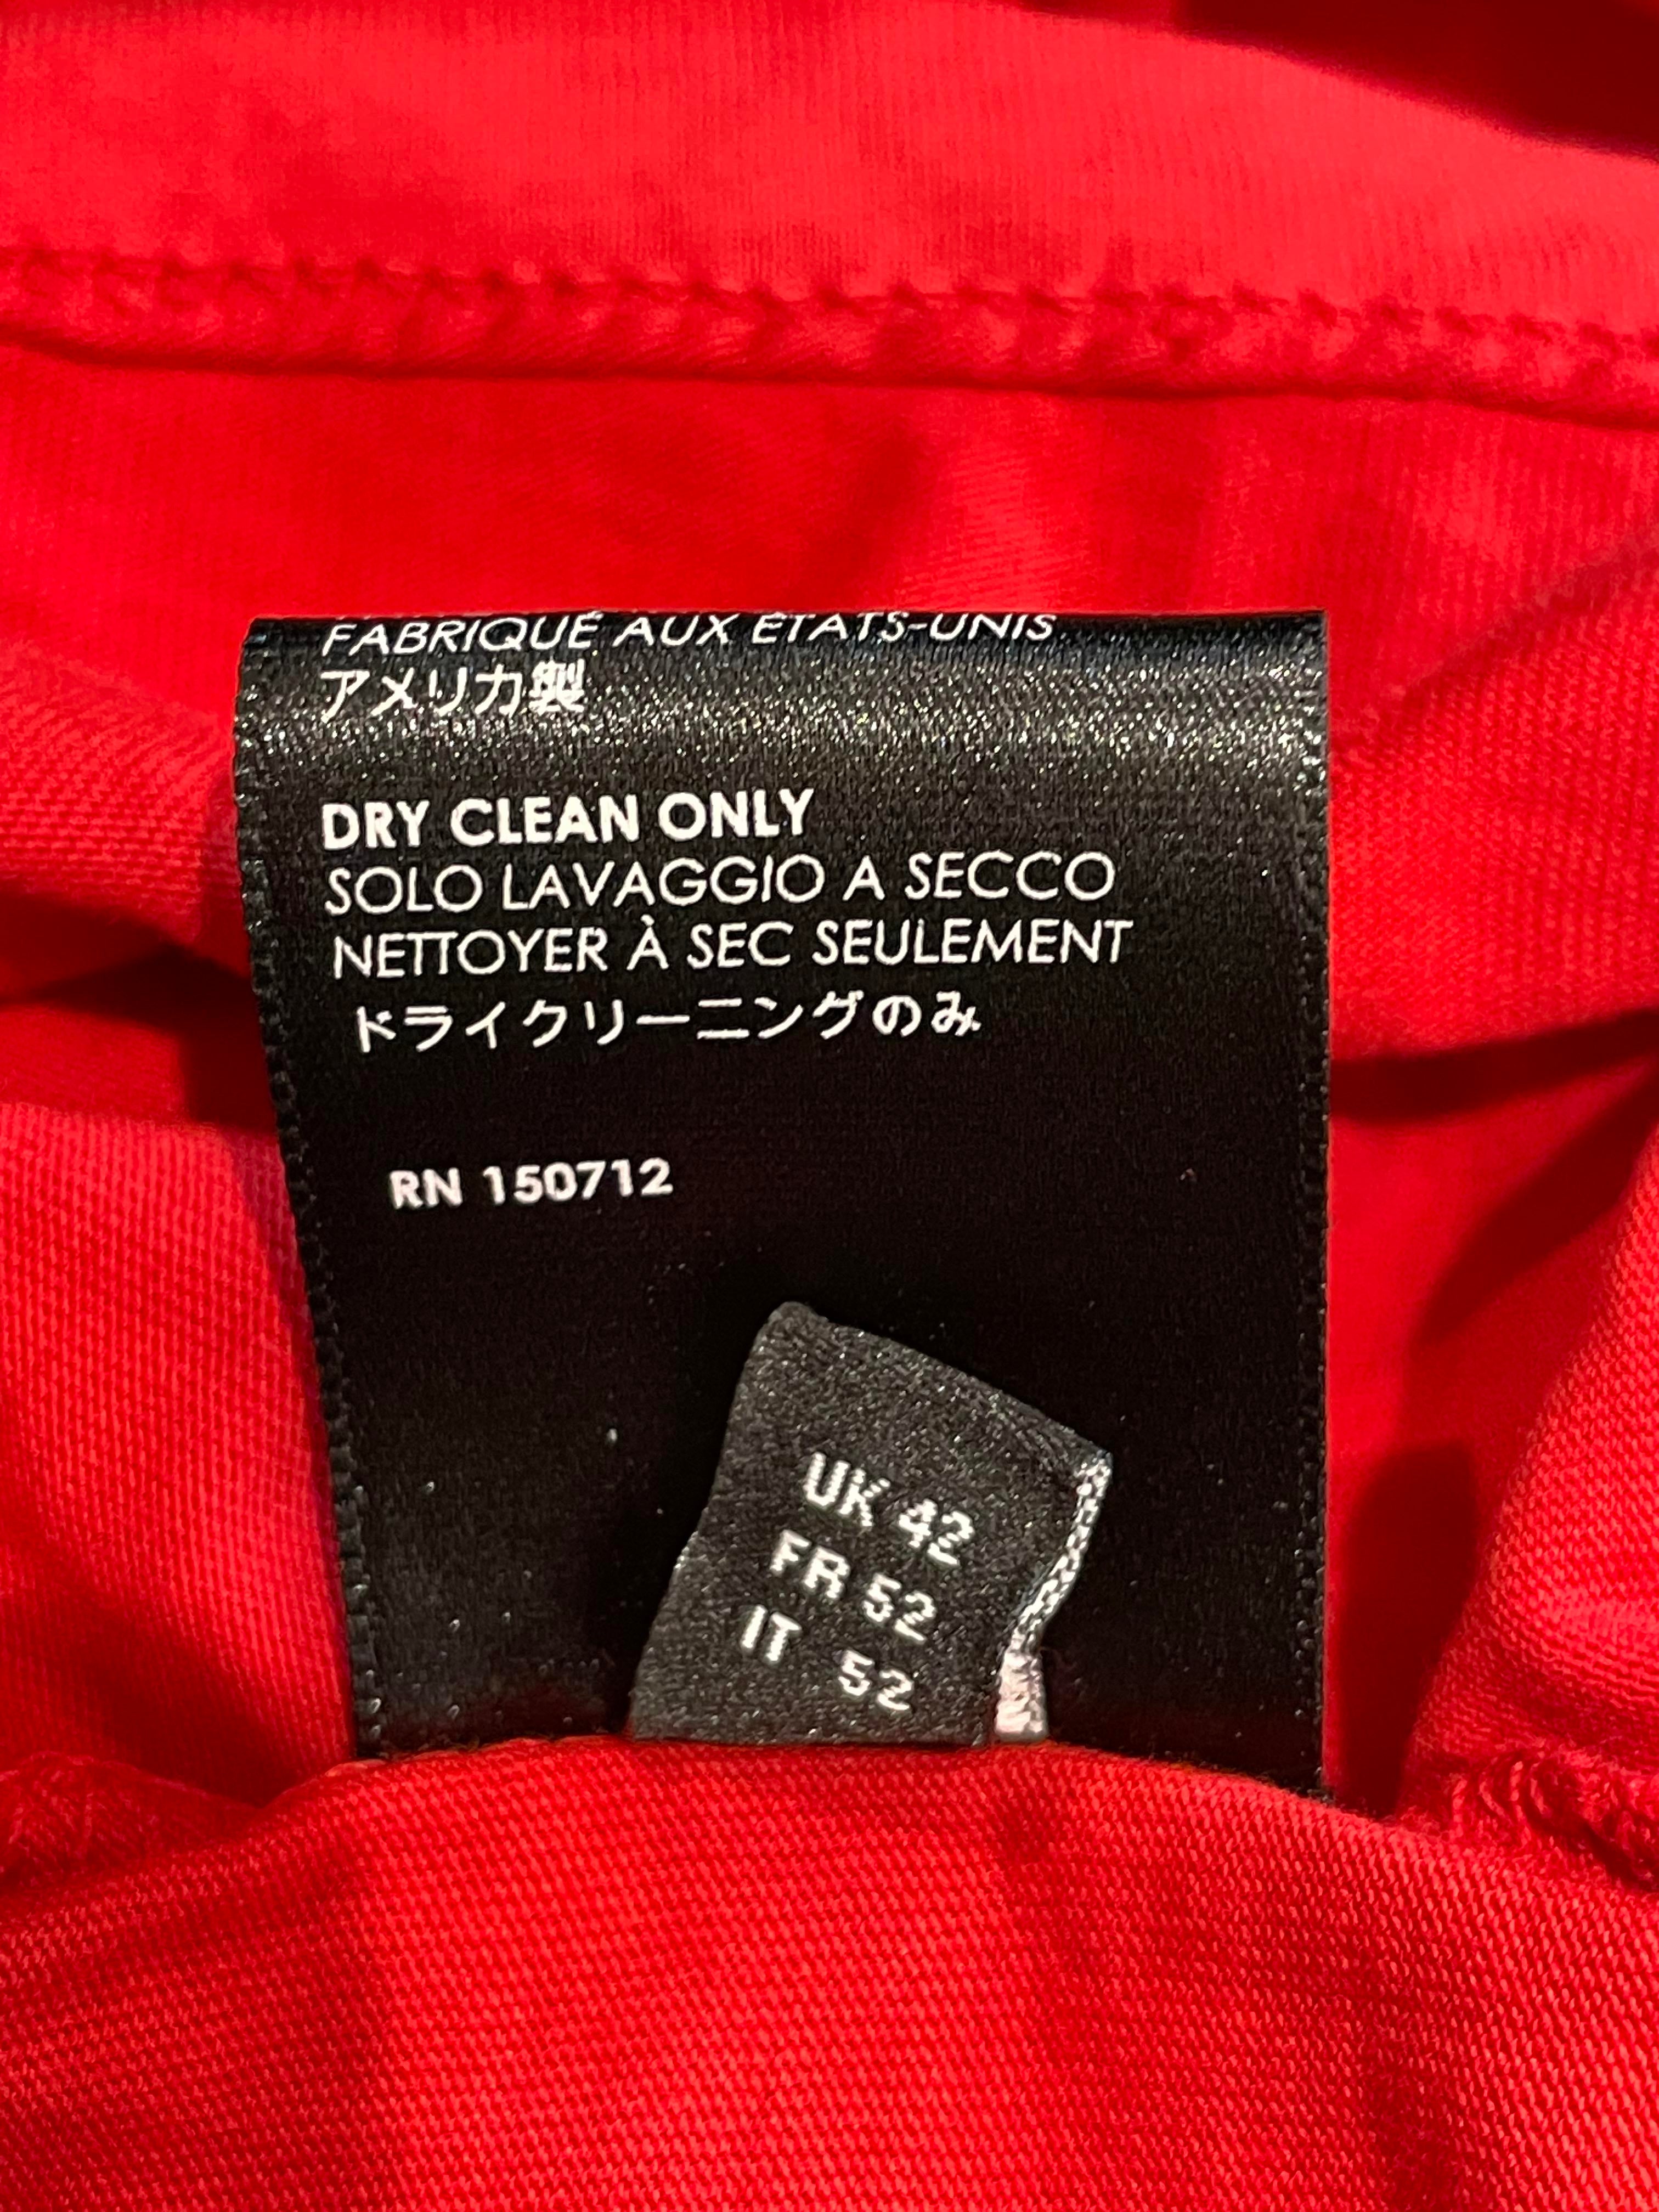 FABRIQUÉ AUX ÉTATS-UNIS
アメリカ製
DRY CLEAN ONLY
SOLO LAVAGGIO A SECCO
NETTOYER À SEC SEULEMENT
ドライクリーニングのみ
RN 150712
UK 42
FR 52
IT 52